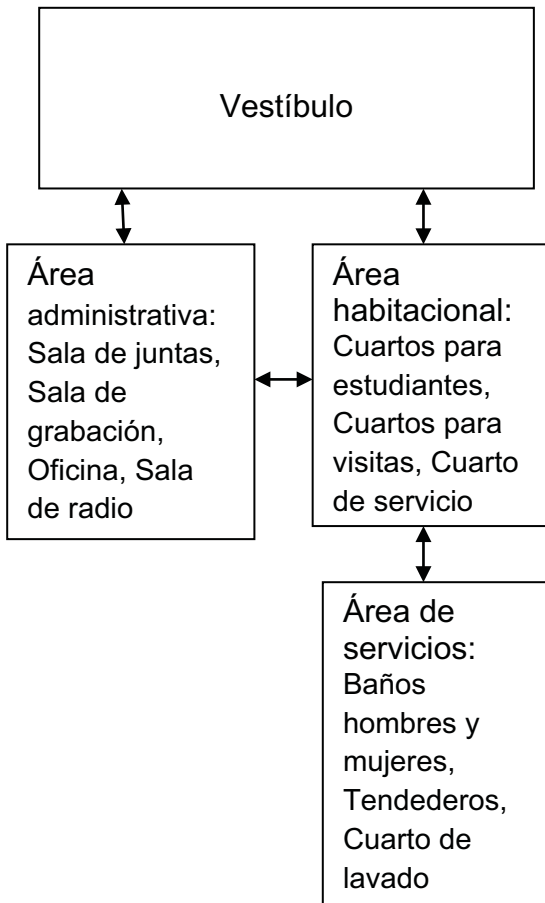 Vestíbulo
Área
administrativa:
Sala de juntas,
Sala de
grabación,
Oficina, Sala
de radio
Área
habitacional:
Cuartos para
estudiantes,
Cuartos para
visitas, Cuarto
de servicio
Área de
servicios:
Baños
hombres y
mujeres,
Tendederos,
Cuarto de
lavado